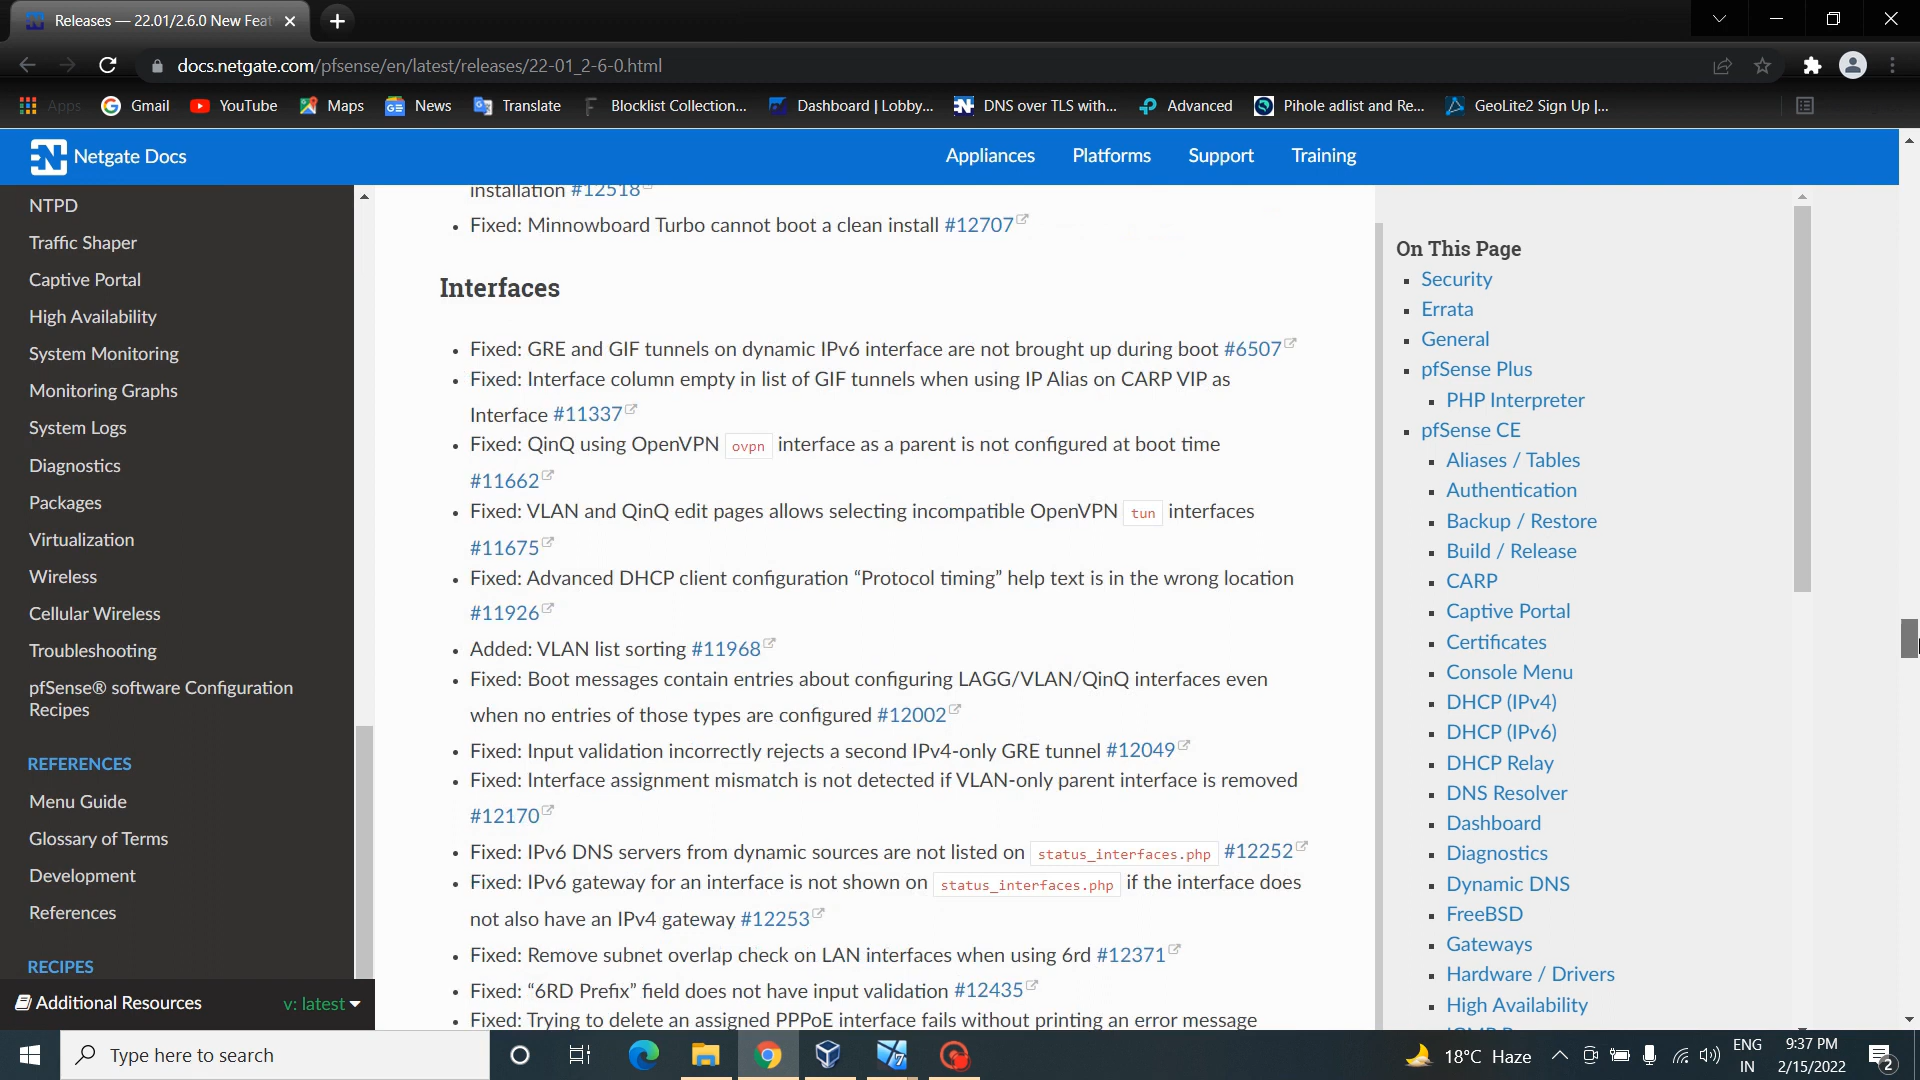 Releases — 22.01/2.6.0 New Feat
docs.netgate.com/pfsense/en/latest/releases/22-01_2-6-0.html
Apps
Gmail
YouTube
Maps
News
Translate
Blocklist Collection...
Dashboard | Lobby...
DNS over TLS with...
Advanced
Pihole adlist and Re...
GeoLite2 Sign Up |...
Netgate Docs
Appliances
Platforms
Support
Training
NTPD
Traffic Shaper
Captive Portal
High Availability
System Monitoring
Monitoring Graphs
System Logs
Diagnostics
Packages
Virtualization
Wireless
Cellular Wireless
Troubleshooting
pfSense® software Configuration
Recipes
REFERENCES
Menu Guide
Glossary of Terms
Development
References
RECIPES
Additional Resources
v: latest
installation #12518
Fixed: Minnowboard Turbo cannot boot a clean install #12707
Interfaces
Fixed: GRE and GIF tunnels on dynamic IPv6 interface are not brought up during boot #6507
Fixed: Interface column empty in list of GIF tunnels when using IP Alias on CARP VIP as
Interface #11337
Fixed: QinQ using OpenVPN ovpn interface as a parent is not configured at boot time
#11662
Fixed: VLAN and QinQ edit pages allows selecting incompatible OpenVPN tun interfaces
#11675
Fixed: Advanced DHCP client configuration “Protocol timing” help text is in the wrong location
#11926
Added: VLAN list sorting #11968
Fixed: Boot messages contain entries about configuring LAGG/VLAN/QinQ interfaces even
when no entries of those types are configured #12002
Fixed: Input validation incorrectly rejects a second IPv4-only GRE tunnel #12049
Fixed: Interface assignment mismatch is not detected if VLAN-only parent interface is removed
#12170
Fixed: IPv6 DNS servers from dynamic sources are not listed on status_interfaces.php #12252
Fixed: IPv6 gateway for an interface is not shown on status_interfaces.php if the interface does
not also have an IPv4 gateway #12253
Fixed: Remove subnet overlap check on LAN interfaces when using 6rd #12371
Fixed: “6RD Prefix” field does not have input validation #12435
Fixed: Trying to delete an assigned PPPoE interface fails without printing an error message
On This Page
Security
Errata
General
pfSense Plus
PHP Interpreter
pfSense CE
Aliases / Tables
Authentication
Backup / Restore
Build / Release
CARP
Captive Portal
Certificates
Console Menu
DHCP (IPv4)
DHCP (IPv6)
DHCP Relay
DNS Resolver
Dashboard
Diagnostics
Dynamic DNS
FreeBSD
Gateways
Hardware / Drivers
High Availability
Type here to search
18°C Haze
ENG
IN
9:37 PM
2/15/2022
2